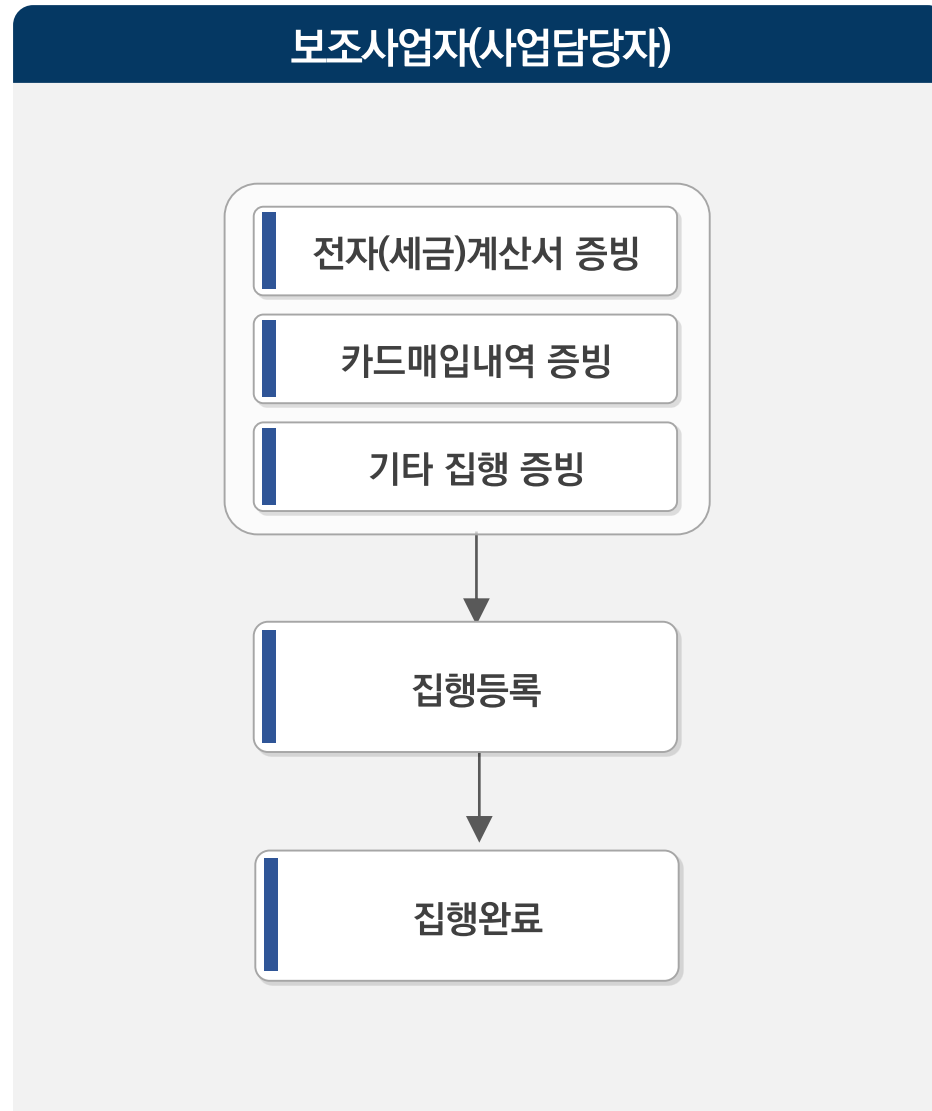 보조사업자(사업담당자)
전자(세금)계산서 증빙
카드매입내역 증빙
기타 집행 증빙
집행등록
집행완료